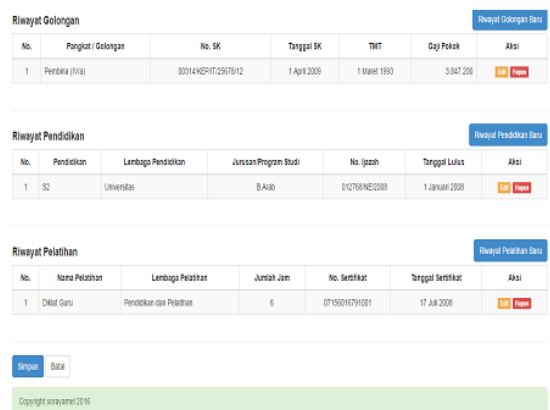 Riwayat Golongan
Riwayat Golongan Baru
No. Pangkat / Golongan No. SK Tanggal SK TMT Gaji Pokok Aksi
1 Pembina (IV/a) 00314/KEP/IT/25678/12 1 April 2009 1 Maret 1993 3.847.200 Edit Hapus
Riwayat Pendidikan
Riwayat Pendidikan Baru
No. Pendidikan Lembaga Pendidikan Jurusan/Program Studi No. Ijazah Tanggal Lulus Aksi
1 S2 Universitas B.Arab 012768/NE/2008 1 Januari 2008 Edit Hapus
Riwayat Pelatihan
Riwayat Pelatihan Baru
No. Nama Pelatihan Lembaga Pelatihan Jumlah Jam No. Sertifikat Tanggal Sertifikat Aksi
1 Diklat Guru Pendidikan dan Pelatihan 6 07156016791001 17 Juli 2008 Edit Hapus
Simpan Batal
Copyright sorayamel 2016